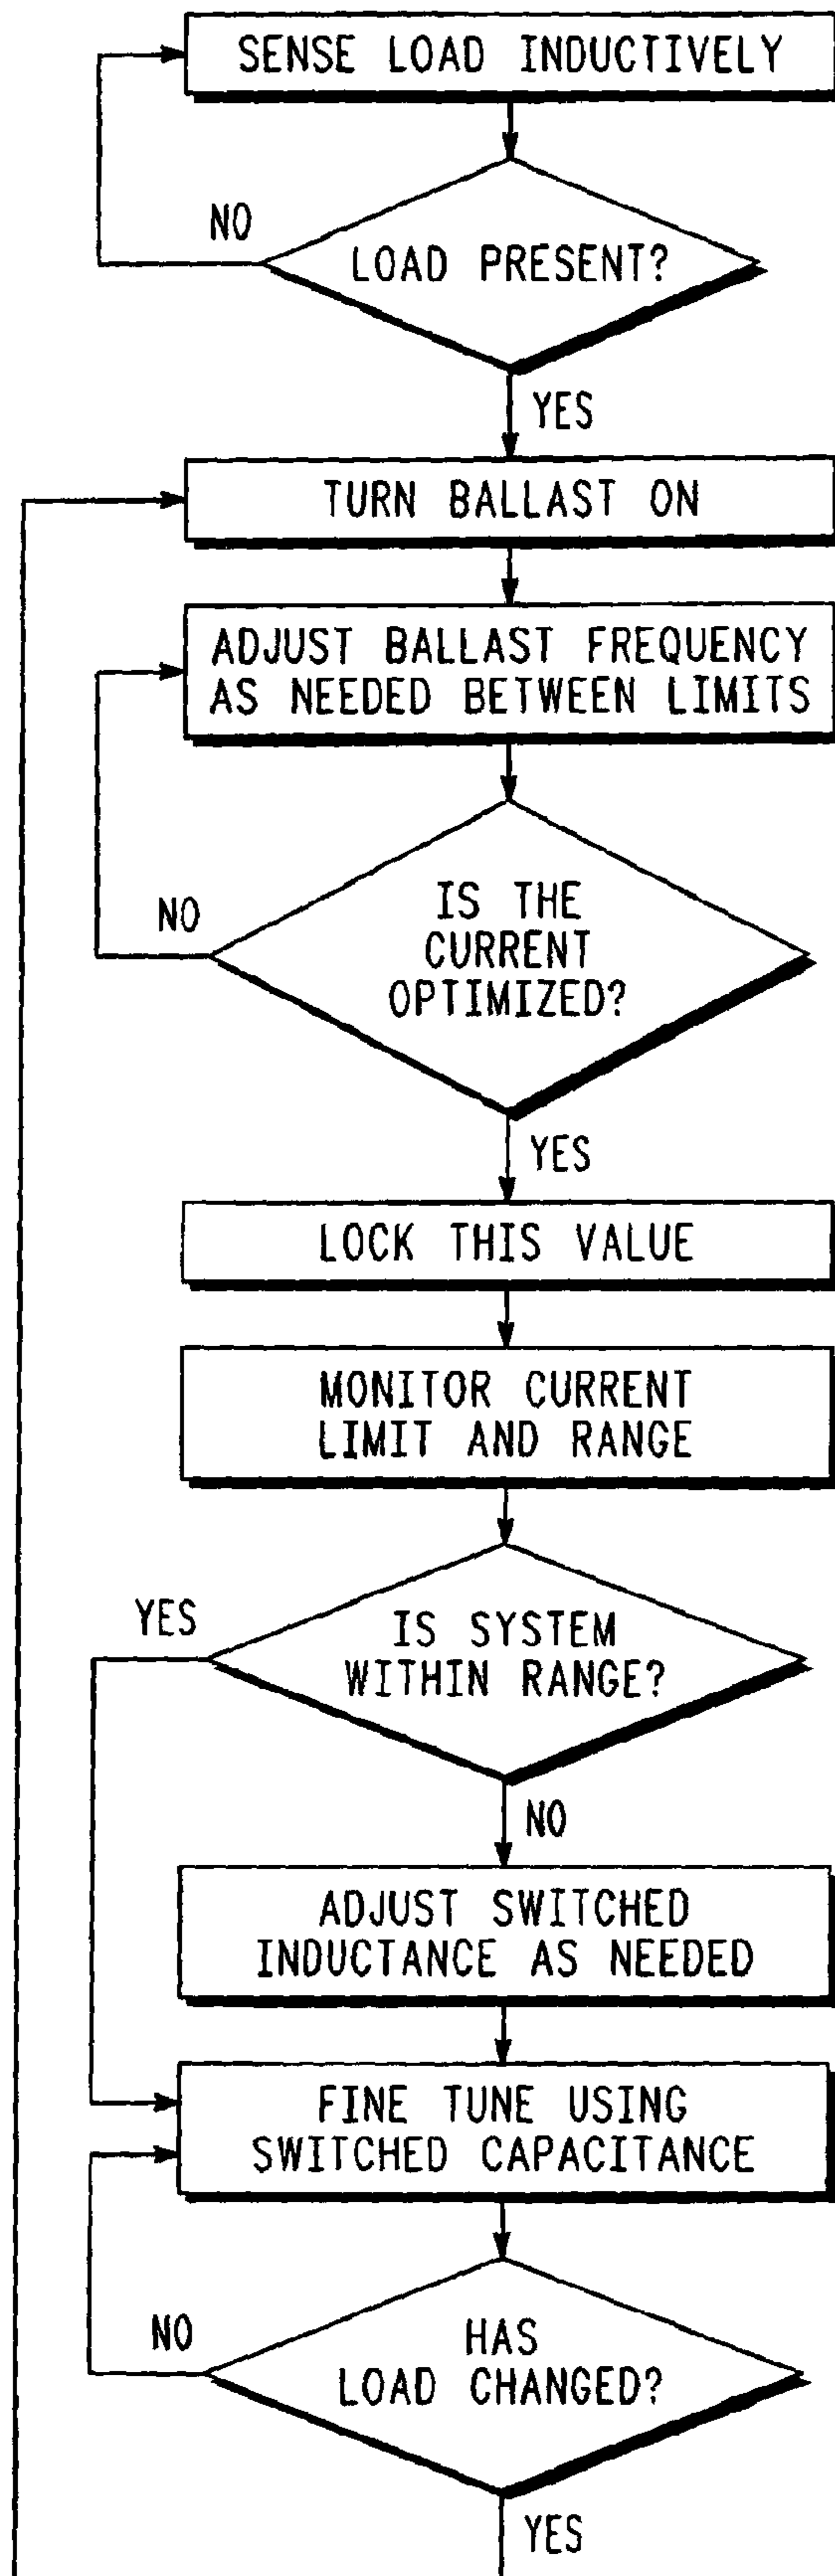 SENSE LOAD INDUCTIVELY
NO
LOAD PRESENT?
YES
TURN BALLAST ON
ADJUST BALLAST FREQUENCY
AS NEEDED BETWEEN LIMITS
NO
IS THE
CURRENT
OPTIMIZED?
YES
LOCK THIS VALUE
MONITOR CURRENT
LIMIT AND RANGE
YES
IS SYSTEM
WITHIN RANGE?
NO
ADJUST SWITCHED
INDUCTANCE AS NEEDED
FINE TUNE USING
SWITCHED CAPACITANCE
NO
HAS
LOAD CHANGED?
YES